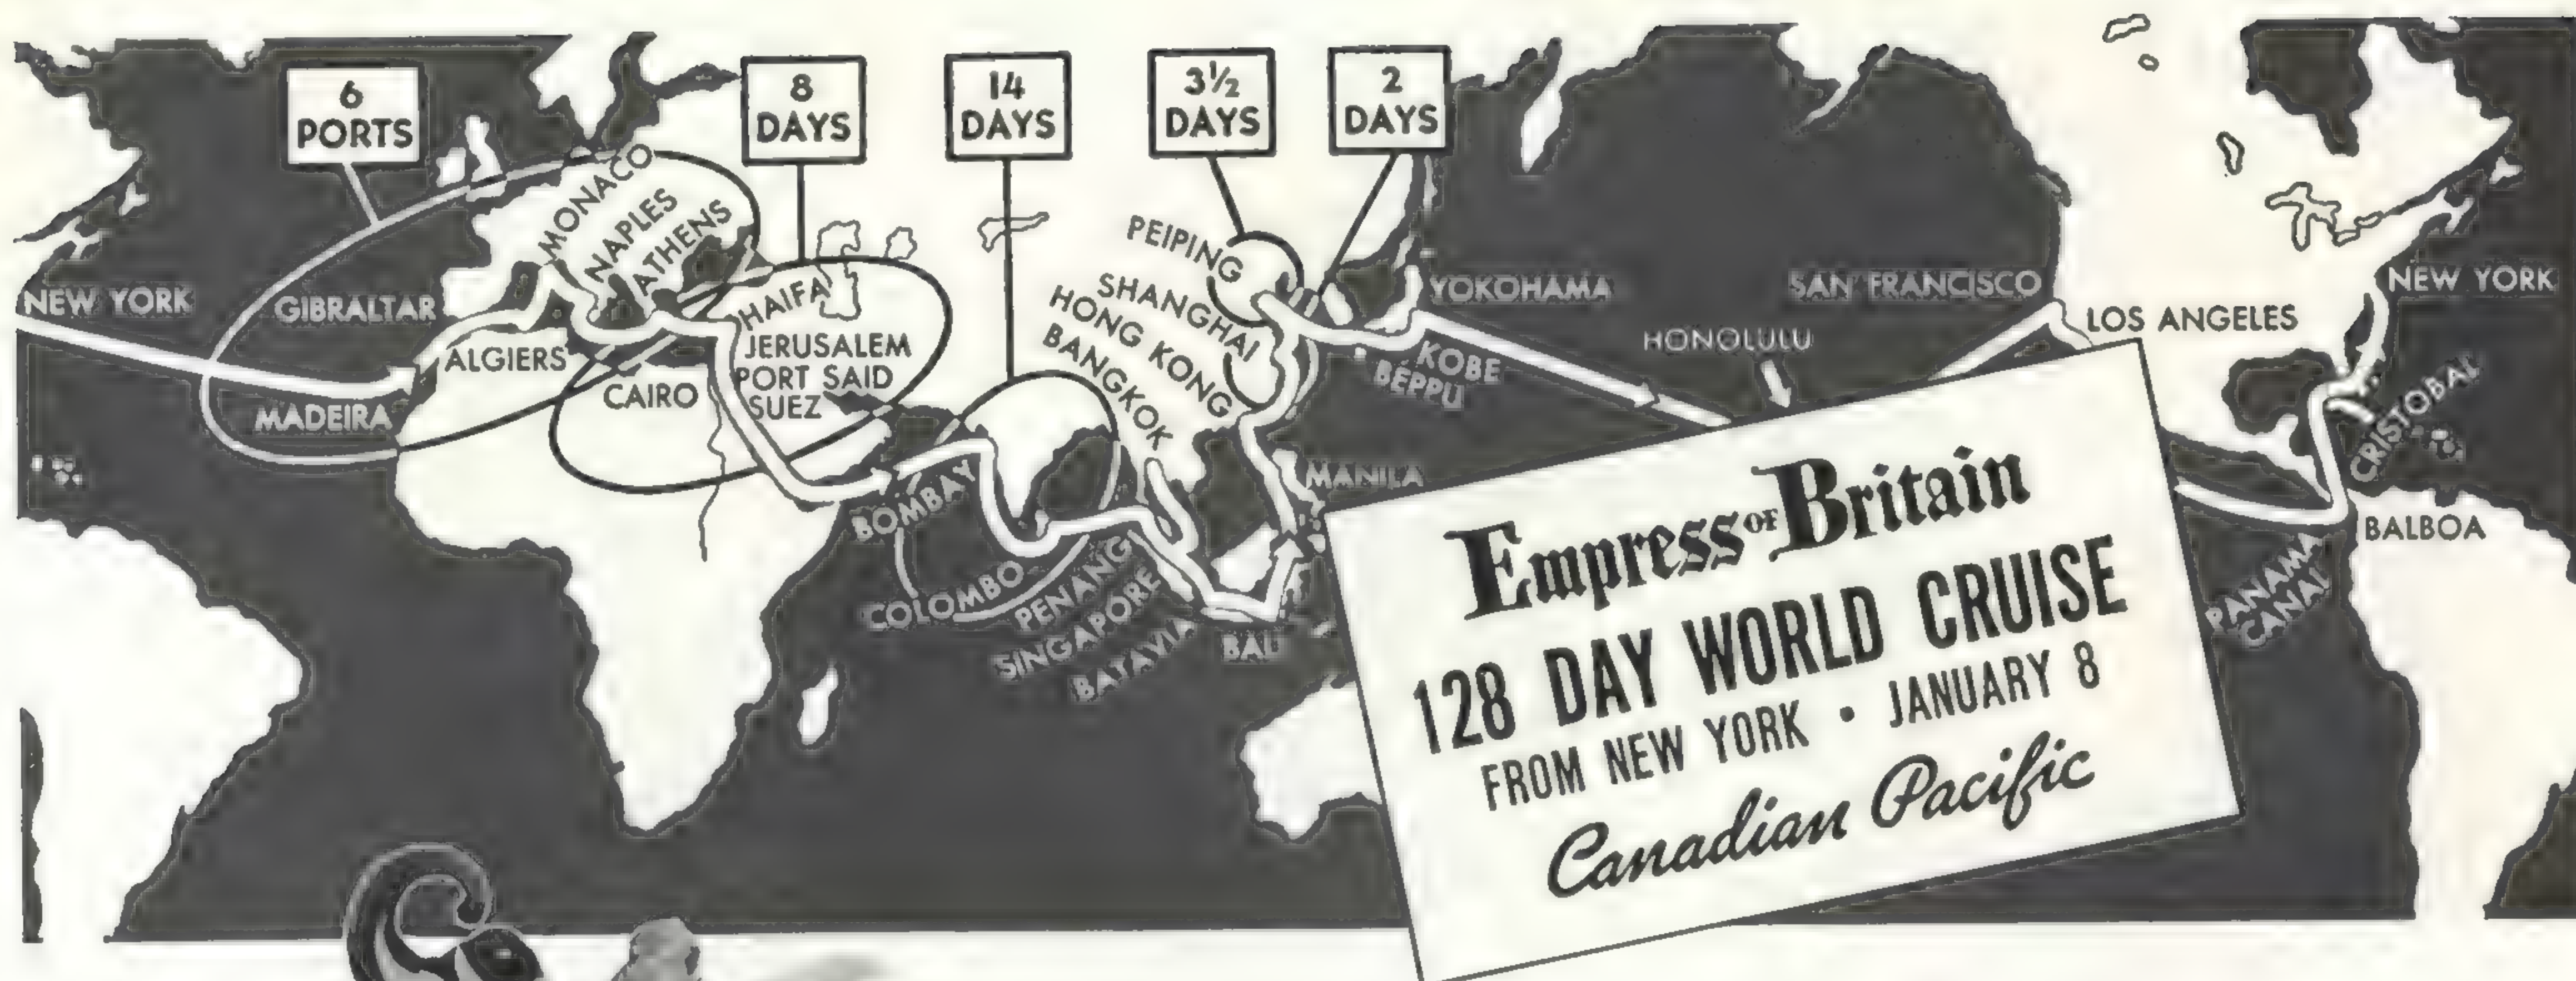 6
PORTS
8
DAYS
14
DAYS
3½
DAYS
2
DAYS
NEW YORK
MADEIRA
GIBRALTAR
ALGIERS
MONACO
NAPLES
ATHENS
HAIFA
JERUSALEM
PORT SAID
SUEZ
CAIRO
BOMBAY
COLOMBO
PENANG
SINGAPORE
BATAVIA
BALI
PEIPING
SHANGHAI
HONG KONG
BANGKOK
MANILA
YOKOHAMA
KOBE
BEPPU
HONOLULU
SAN FRANCISCO
LOS ANGELES
NEW YORK
CRISTOBAL
BALBOA
PANAMA
CANAL
Empress OF Britain
128 DAY WORLD CRUISE
FROM NEW YORK • JANUARY 8
Canadian Pacific